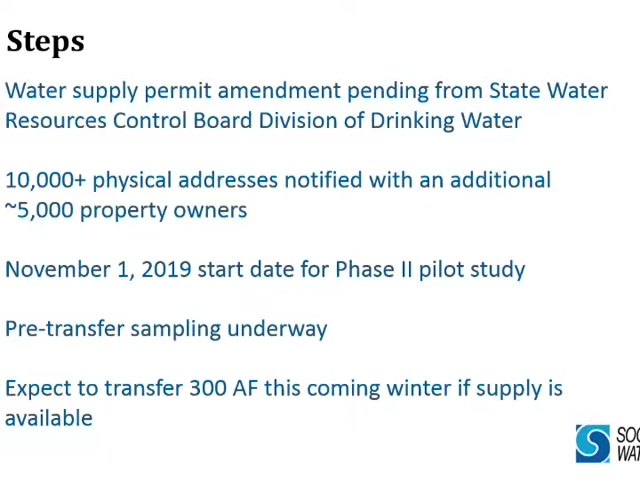 Steps
Water supply permit amendment pending from State Water
Resources Control Board Division of Drinking Water
10,000+ physical addresses notified with an additional
~5,000 property owners
November 1, 2019 start date for Phase II pilot study
Pre-transfer sampling underway
Expect to transfer 300 AF this coming winter if supply is
available